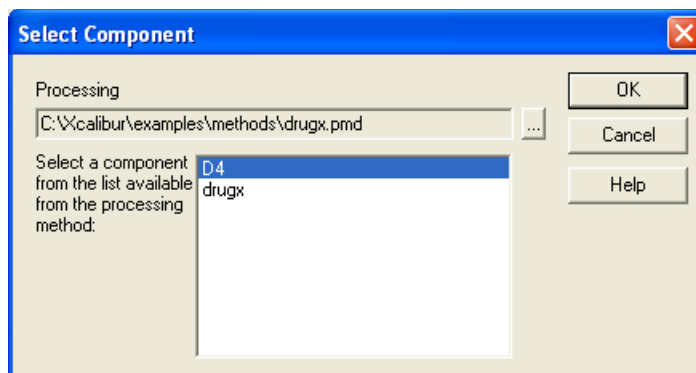 Select Component
Processing
C:\Xcalibur\examples\methods\drugx.pmd
...
OK
Cancel
Help
Select a component
from the list available
from the processing
method:
D4
drugx